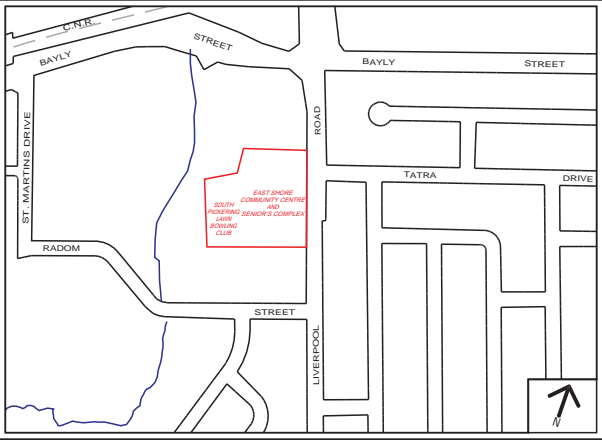 C.N.R.
BAYLY
STREET
BAYLY
STREET
ST. MARTINS DRIVE
ROAD
TATRA
DRIVE
EAST SHORE
COMMUNITY CENTRE
AND
SENIOR'S COMPLEX
SOUTH
PICKERING
LAWN
BOWLING
CLUB
RADOM
STREET
LIVERPOOL
N